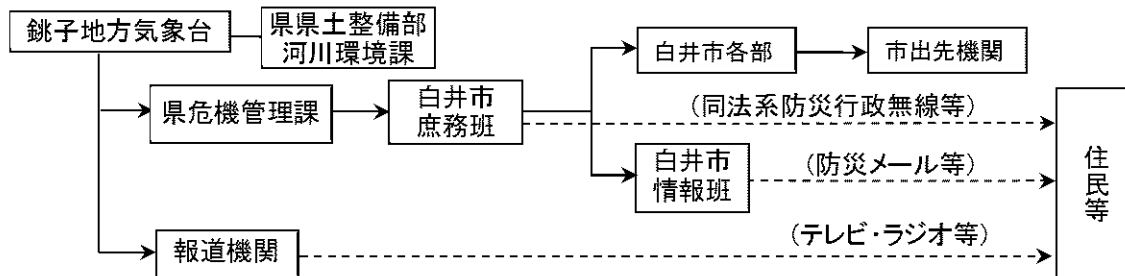 銚子地方気象台
県県土整備部
河川環境課
白井市各部
市出先機関
県危機管理課
白井市
庶務班
(同法系防災行政無線等)
白井市
情報班
(防災メール等)
住民等
報道機関
(テレビ・ラジオ等)